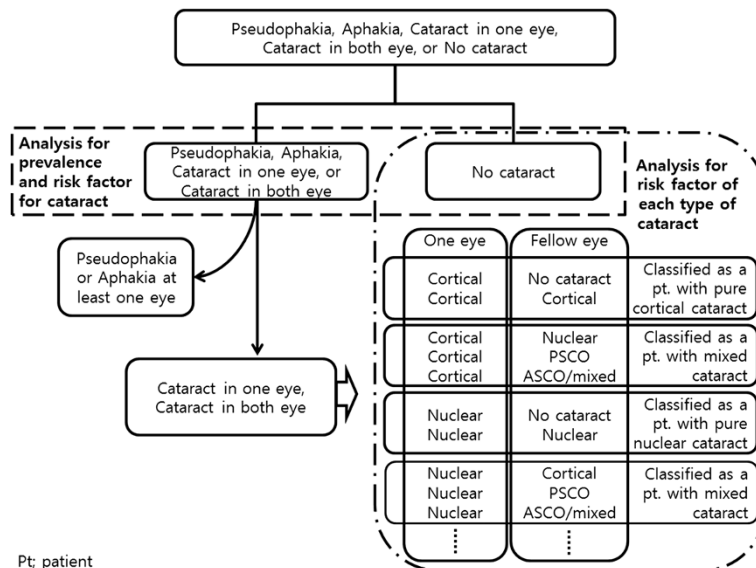 Pseudophakia, Aphakia, Cataract in one eye,
Cataract in both eye, or No cataract
Analysis for
prevalence
and risk factor
for cataract
Pseudophakia, Aphakia,
Cataract in one eye, or
Cataract in both eye
No cataract
Analysis for
risk factor of
each type of
cataract
Pseudophakia
or Aphakia at
least one eye
Cataract in one eye,
Cataract in both eye
One eye
Fellow eye
Cortical
Cortical
No cataract
Cortical
Classified as a
pt. with pure
cortical cataract
Cortical
Cortical
Cortical
Nuclear
PSCO
ASCO/mixed
Classified as a
pt. with mixed
cataract
Nuclear
Nuclear
No cataract
Nuclear
Classified as a
pt. with pure
nuclear cataract
Nuclear
Nuclear
Nuclear
Cortical
PSCO
ASCO/mixed
Classified as a
pt. with mixed
cataract
Pt; patient